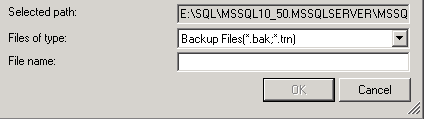 Selected path: E:\SQL\MSSQL10_50.MSSQLSERVER\MSSQ
Files of type: Backup Files(*.bak;*.trn)
File name:
OK Cancel